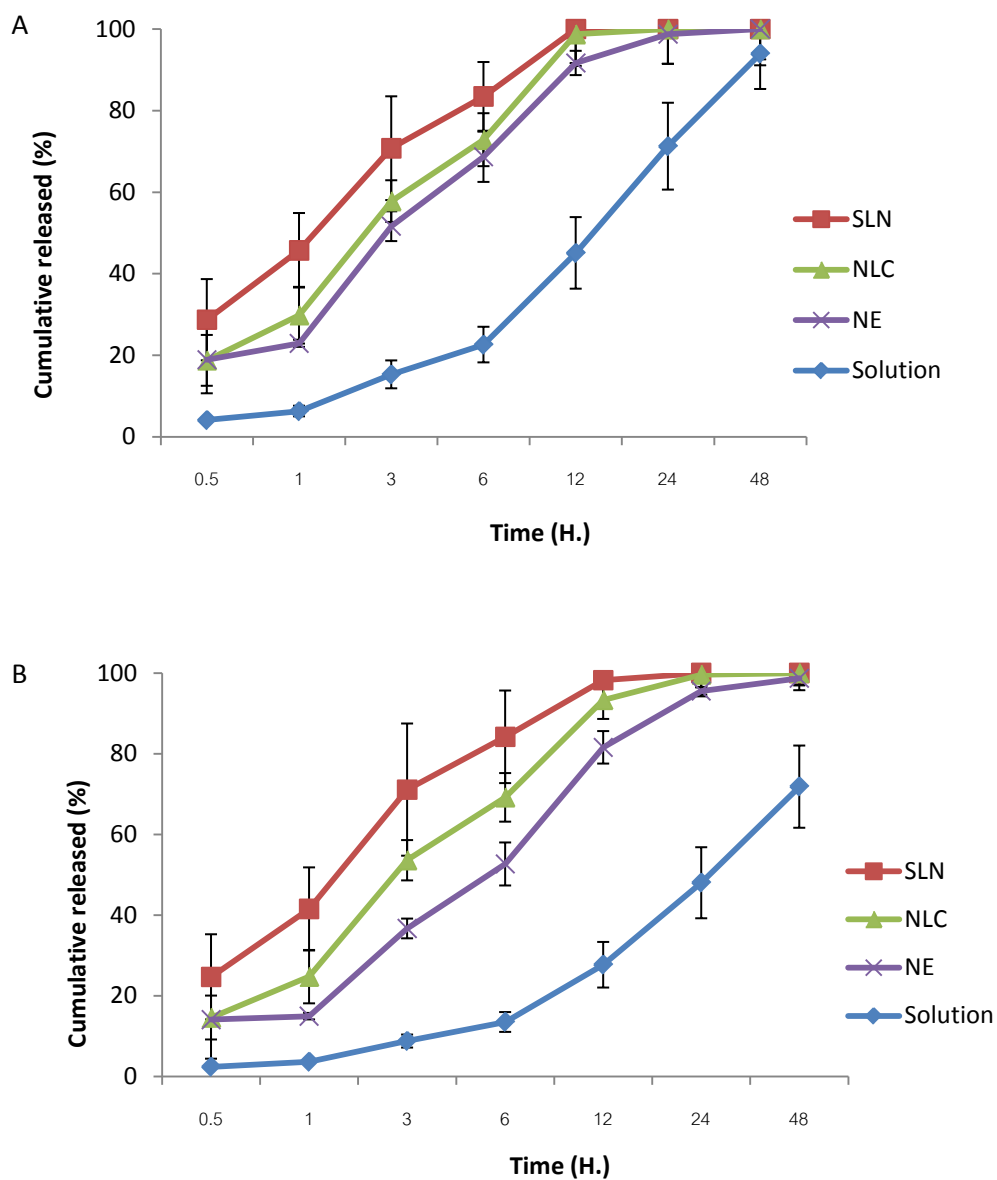 A
Cumulative released (%)
100
80
60
40
20
0
0.5 1 3 6 12 24 48
Time (H.)
SLN
NLC
NE
Solution
B
Cumulative released (%)
100
80
60
40
20
0
0.5 1 3 6 12 24 48
Time (H.)
SLN
NLC
NE
Solution